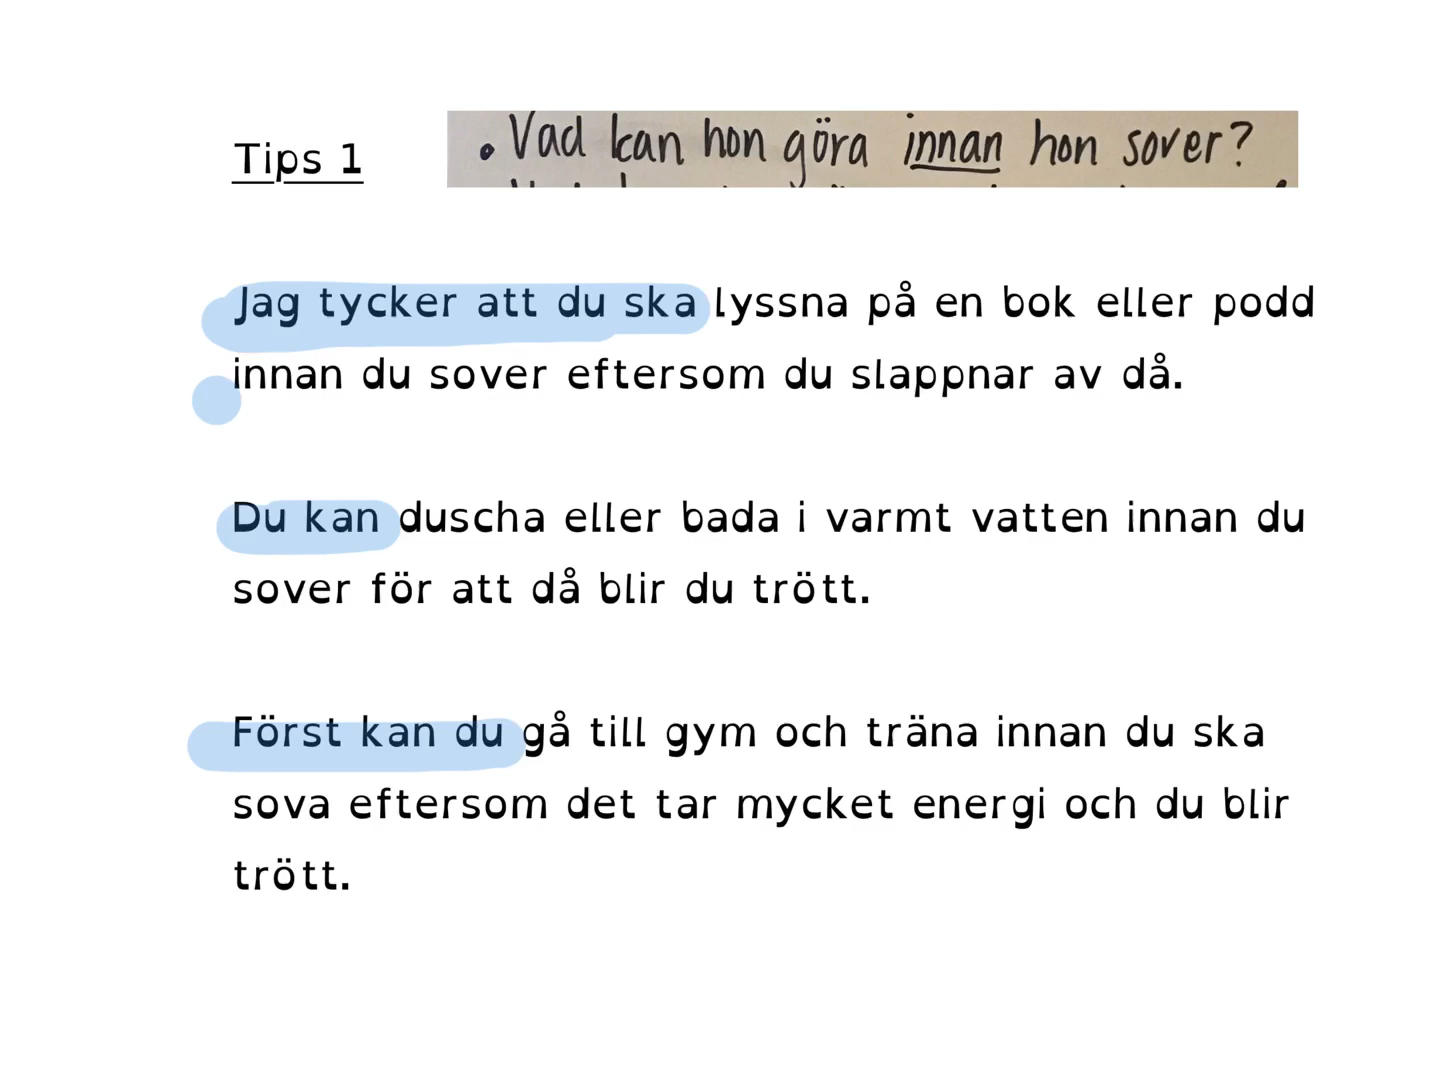 Tips 1
• Vad kan hon göra innan hon sover?
Jag tycker att du ska lyssna på en bok eller podd
innan du sover eftersom du slappnar av då.
Du kan duscha eller bada i varmt vatten innan du
sover för att då blir du trött.
Först kan du gå till gym och träna innan du ska
sova eftersom det tar mycket energi och du blir
trött.